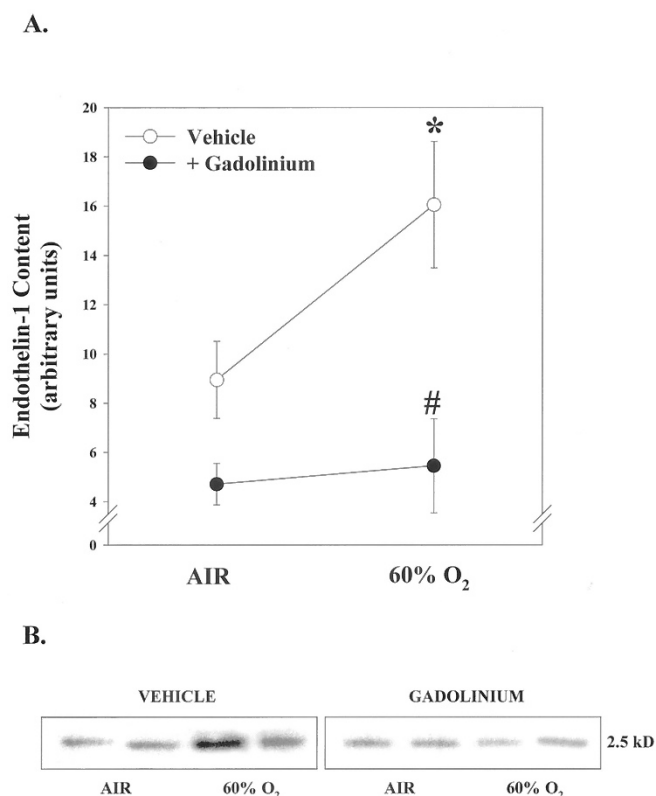 A.
20
18
16
14
12
10
8
6
4
0
Endothelin-1 Content
(arbitrary units)
Vehicle
+ Gadolinium
*
#
AIR
60% O₂
B.
VEHICLE
GADOLINIUM
2.5 kD
AIR
60% O₂
AIR
60% O₂